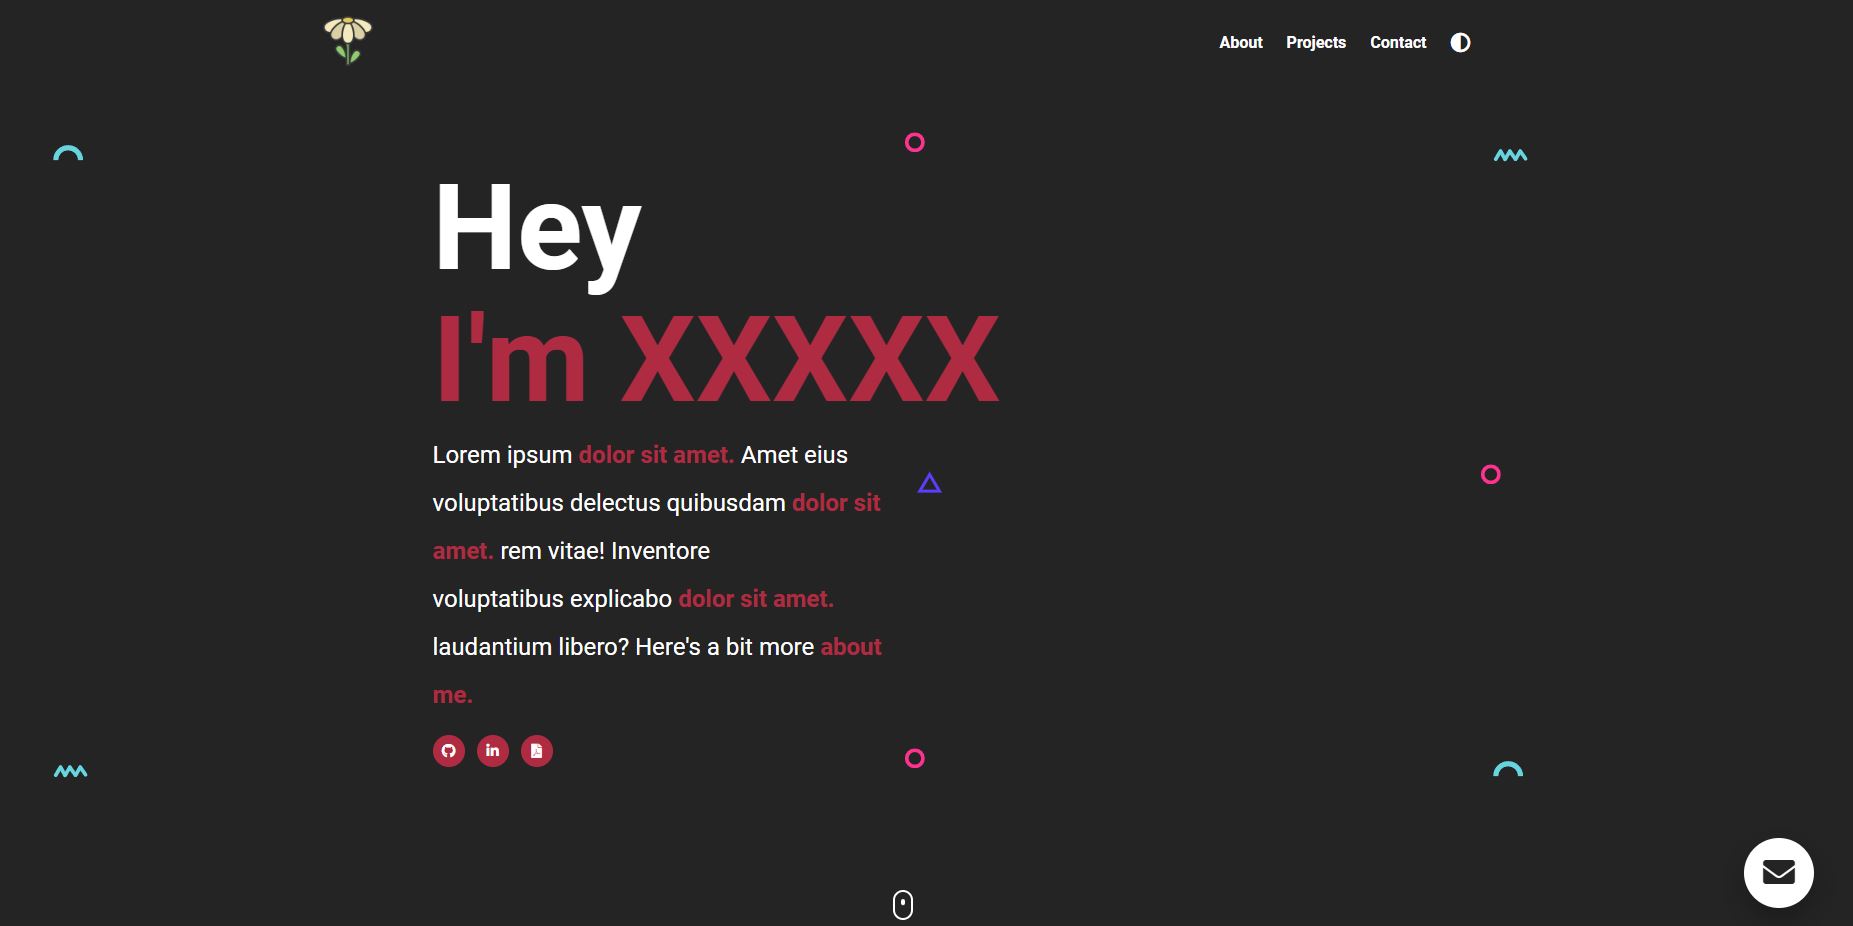 About Projects Contact
Hey
I'm XXXXX
Lorem ipsum dolor sit amet. Amet eius
voluptatibus delectus quibusdam dolor sit
amet. rem vitae! Inventore
voluptatibus explicabo dolor sit amet.
laudantium libero? Here's a bit more about
me.
in